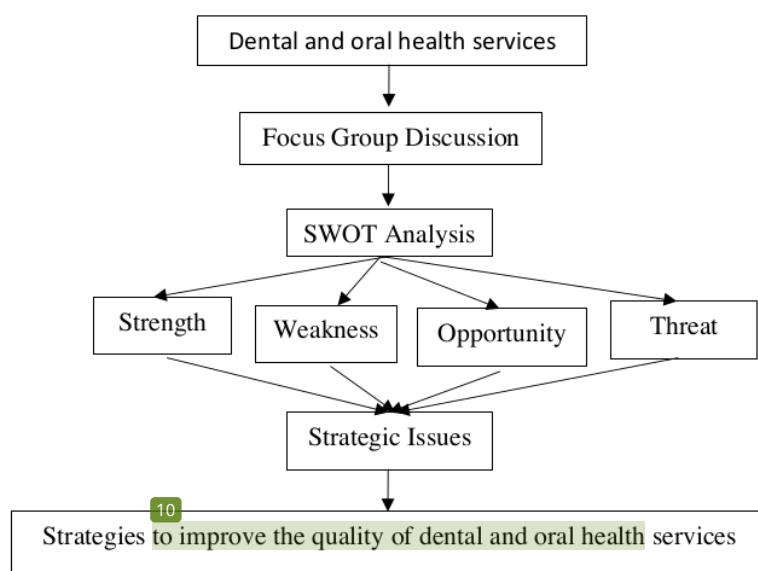 Dental and oral health services
Focus Group Discussion
SWOT Analysis
Strength
Weakness
Opportunity
Threat
Strategic Issues
10
Strategies to improve the quality of dental and oral health services